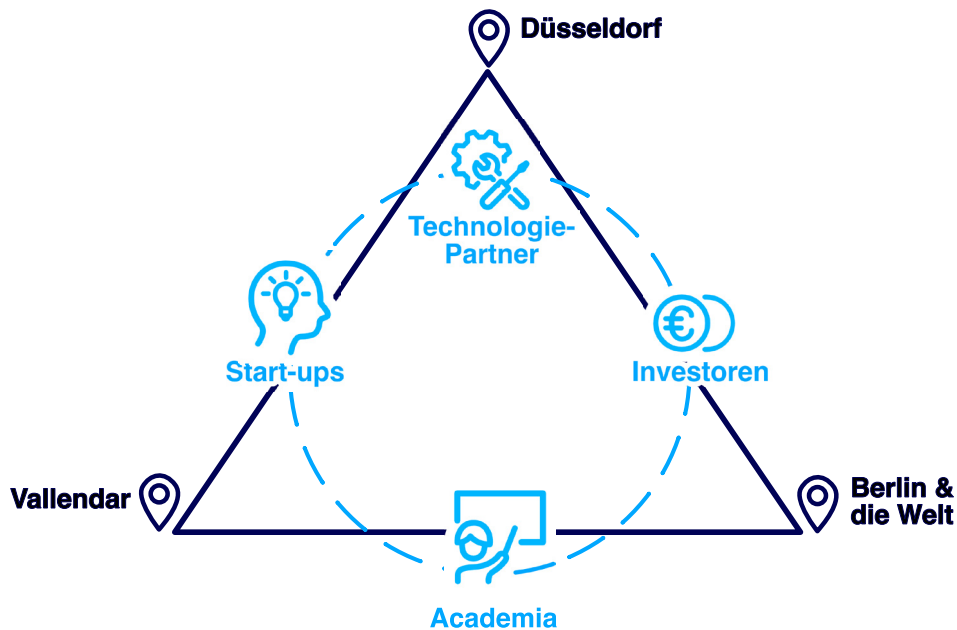 Düsseldorf
Technologie-
Partner
Start-ups
Investoren
Vallendar
Berlin &
die Welt
Academia